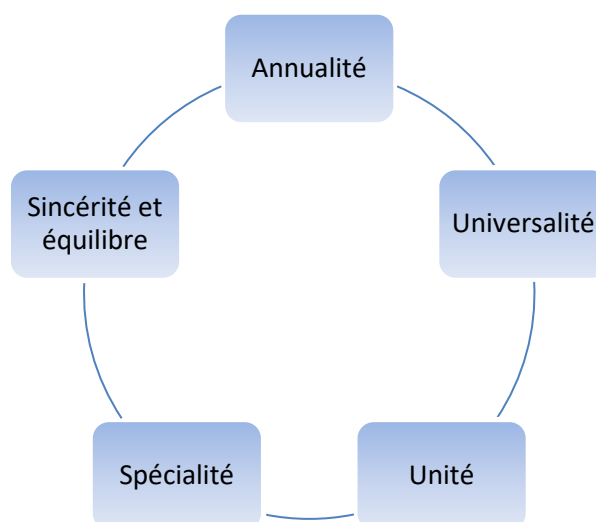 Annualité
Universalité
Unité
Spécialité
Sincérité et
équilibre